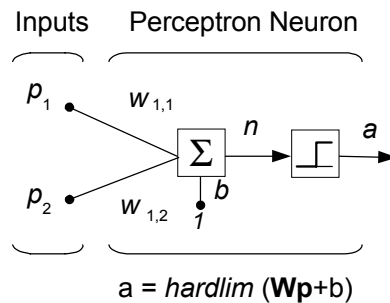 Inputs Perceptron Neuron
p1 w1,1
n a
Σ
p2 w1,2 b
1
a = hardlim (Wp+b)